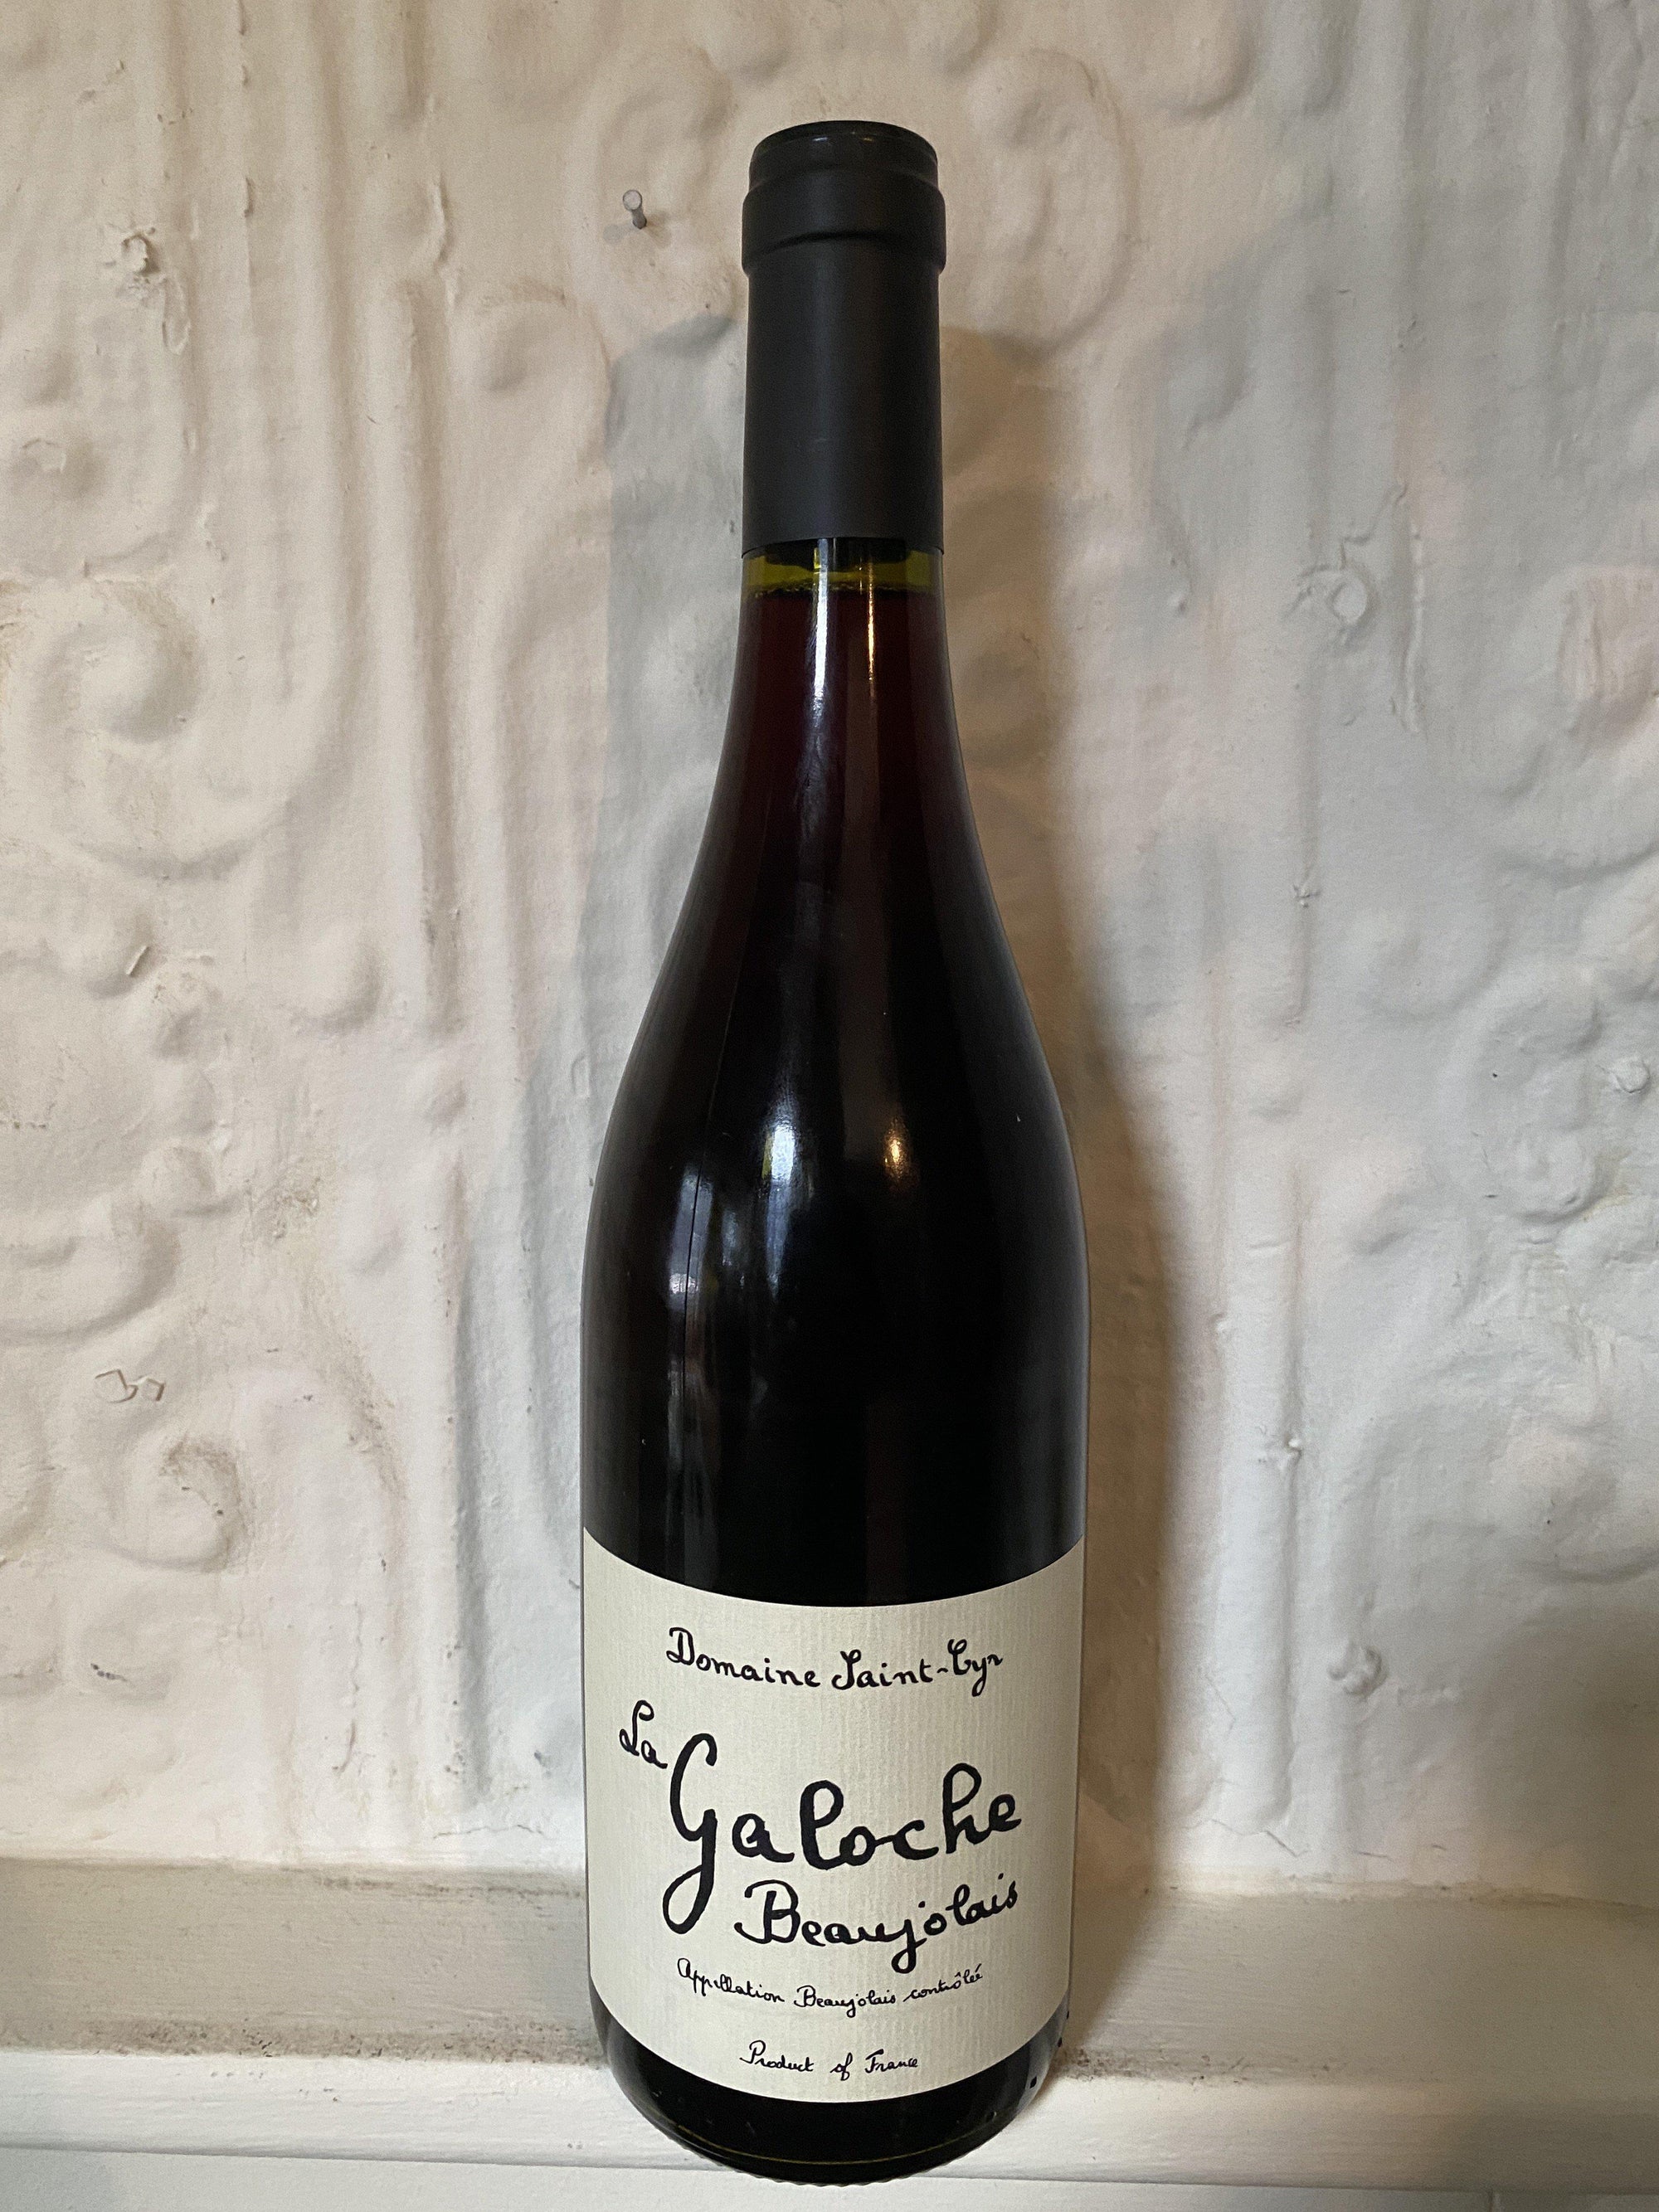 Domaine Saint-Cyr
La
Galoche
Beaujolais
Appellation Beaujolais contrôlée
Product of France